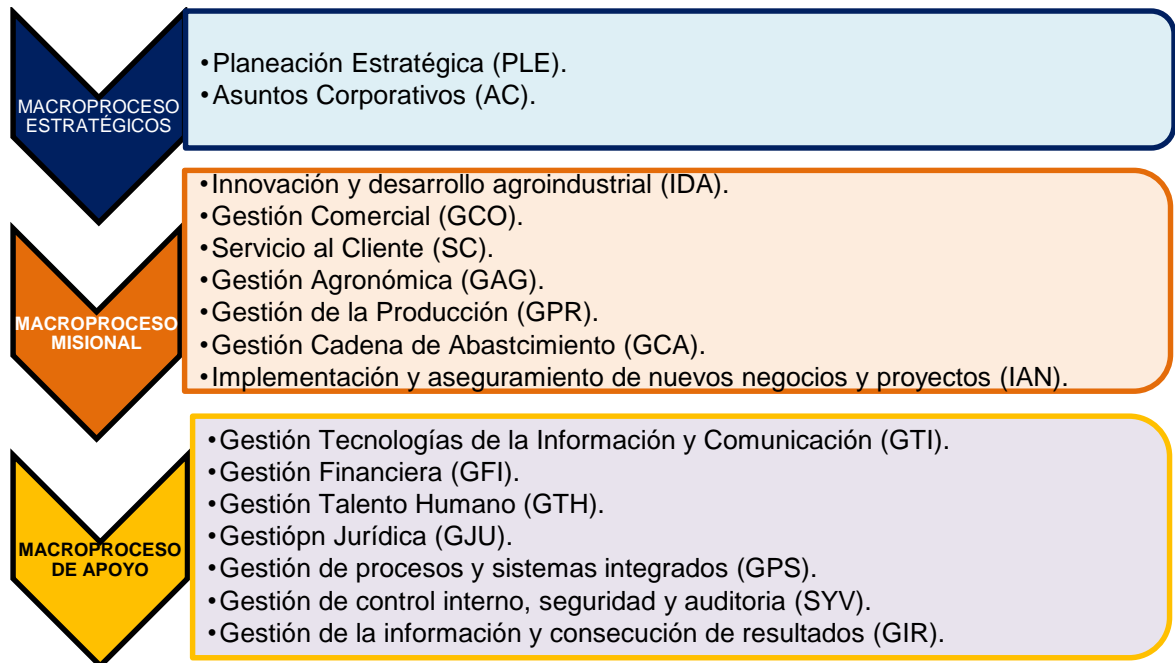 MACROPROCESO
ESTRATÉGICOS
•Planeación Estratégica (PLE).
•Asuntos Corporativos (AC).
MACROPROCESO
MISIONAL
•Innovación y desarrollo agroindustrial (IDA).
•Gestión Comercial (GCO).
•Servicio al Cliente (SC).
•Gestión Agronómica (GAG).
•Gestión de la Producción (GPR).
•Gestión Cadena de Abastcimiento (GCA).
•Implementación y aseguramiento de nuevos negocios y proyectos (IAN).
MACROPROCESO
DE APOYO
•Gestión Tecnologías de la Información y Comunicación (GTI).
•Gestión Financiera (GFI).
•Gestión Talento Humano (GTH).
•Gestiópn Jurídica (GJU).
•Gestión de procesos y sistemas integrados (GPS).
•Gestión de control interno, seguridad y auditoria (SYV).
•Gestión de la información y consecución de resultados (GIR).